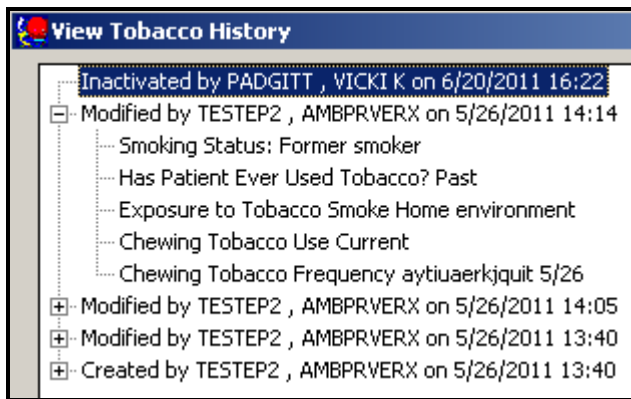 View Tobacco History
Inactivated by PADGITT , VICKI K on 6/20/2011 16:22
Modified by TESTEP2 , AMBPRVERX on 5/26/2011 14:14
Smoking Status: Former smoker
Has Patient Ever Used Tobacco? Past
Exposure to Tobacco Smoke Home environment
Chewing Tobacco Use Current
Chewing Tobacco Frequency aytiuaerkjquit 5/26
Modified by TESTEP2 , AMBPRVERX on 5/26/2011 14:05
Modified by TESTEP2 , AMBPRVERX on 5/26/2011 13:40
Created by TESTEP2 , AMBPRVERX on 5/26/2011 13:40